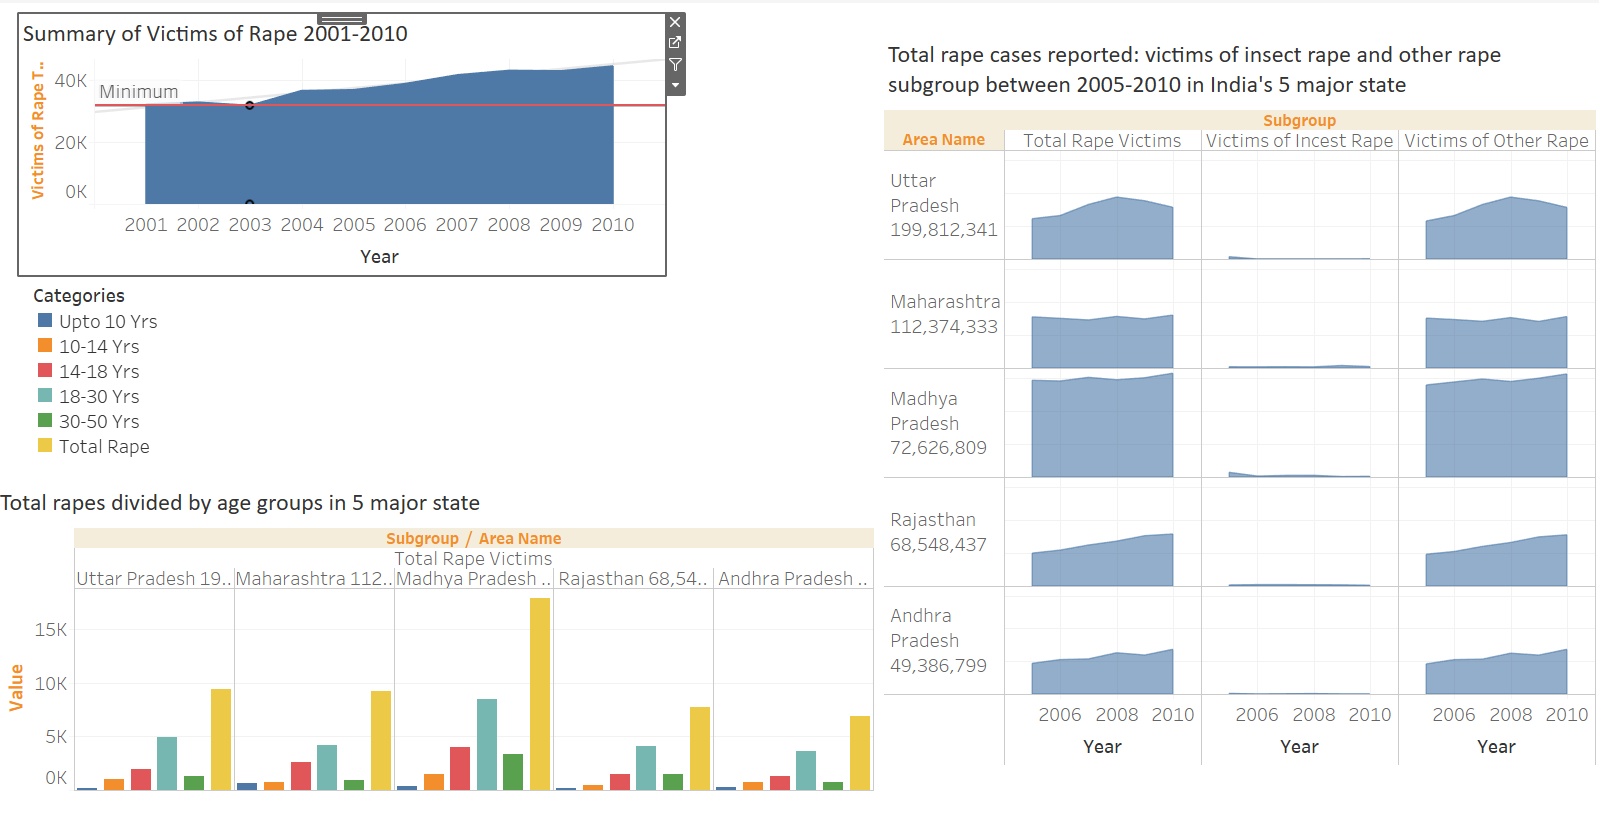 Summary of Victims of Rape 2001-2010
Victims of Rape T..
40K
20K
0K
Minimum
2001 2002 2003 2004 2005 2006 2007 2008 2009 2010
Year
Categories
Upto 10 Yrs
10-14 Yrs
14-18 Yrs
18-30 Yrs
30-50 Yrs
Total Rape
Total rapes divided by age groups in 5 major state
Subgroup / Area Name
Total Rape Victims
Uttar Pradesh 19.. Maharashtra 112.. Madhya Pradesh .. Rajasthan 68,54.. Andhra Pradesh ..
Value
15K
10K
5K
0K
Total rape cases reported: victims of insect rape and other rape
subgroup between 2005-2010 in India's 5 major state
Subgroup
Area Name Total Rape Victims Victims of Incest Rape Victims of Other Rape
Uttar
Pradesh
199,812,341
Maharashtra
112,374,333
Madhya
Pradesh
72,626,809
Rajasthan
68,548,437
Andhra
Pradesh
49,386,799
2006 2008 2010 2006 2008 2010 2006 2008 2010
Year Year Year